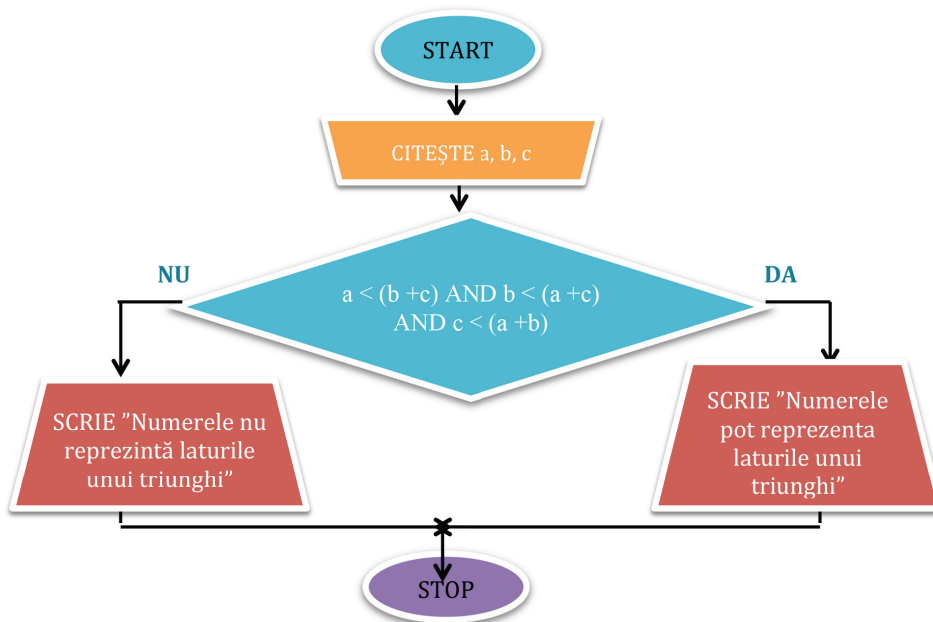 START
CITEȘTE a, b, c
NU
DA
a < (b +c) AND b < (a +c)
AND c < (a +b)
SCRIE ”Numerele nu
reprezintă laturile
unui triunghi”
SCRIE ”Numerele
pot reprezenta
laturile unui
triunghi”
STOP